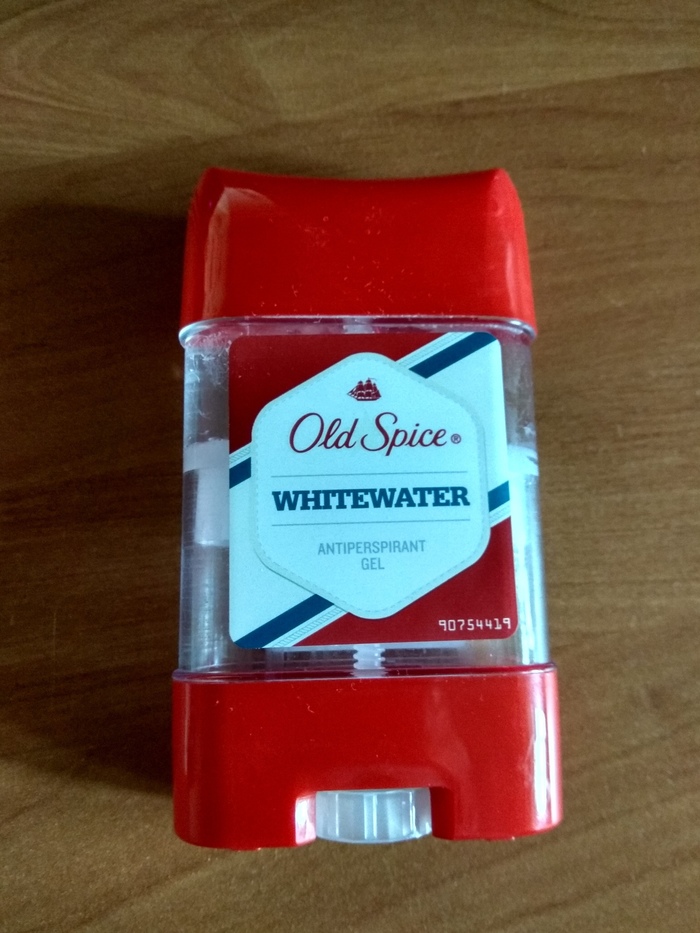 Old Spice®
WHITEWATER
ANTIPERSPIRANT
GEL
90754419